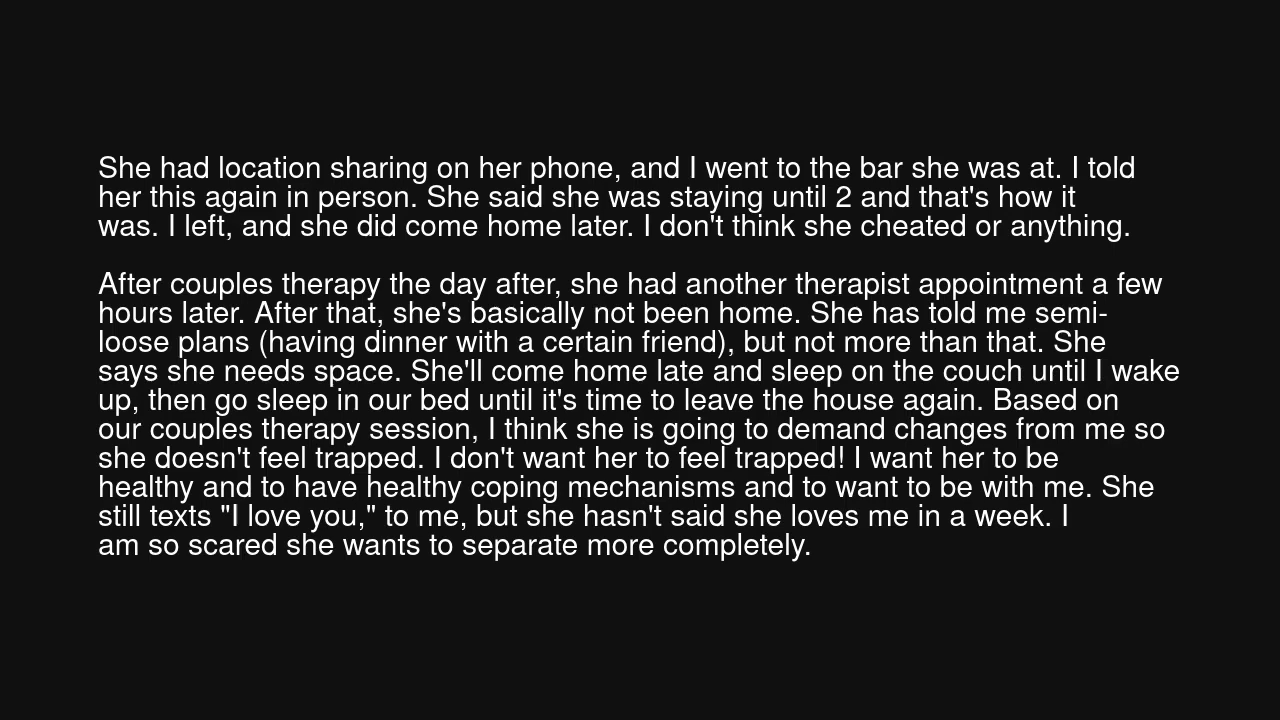 She had location sharing on her phone, and I went to the bar she was at. I told
her this again in person. She said she was staying until 2 and that's how it
was. I left, and she did come home later. I don't think she cheated or anything.
After couples therapy the day after, she had another therapist appointment a few
hours later. After that, she's basically not been home. She has told me semi-
loose plans (having dinner with a certain friend), but not more than that. She
says she needs space. She'll come home late and sleep on the couch until I wake
up, then go sleep in our bed until it's time to leave the house again. Based on
our couples therapy session, I think she is going to demand changes from me so
she doesn't feel trapped. I don't want her to feel trapped! I want her to be
healthy and to have healthy coping mechanisms and to want to be with me. She
still texts "I love you," to me, but she hasn't said she loves me in a week. I
am so scared she wants to separate more completely.